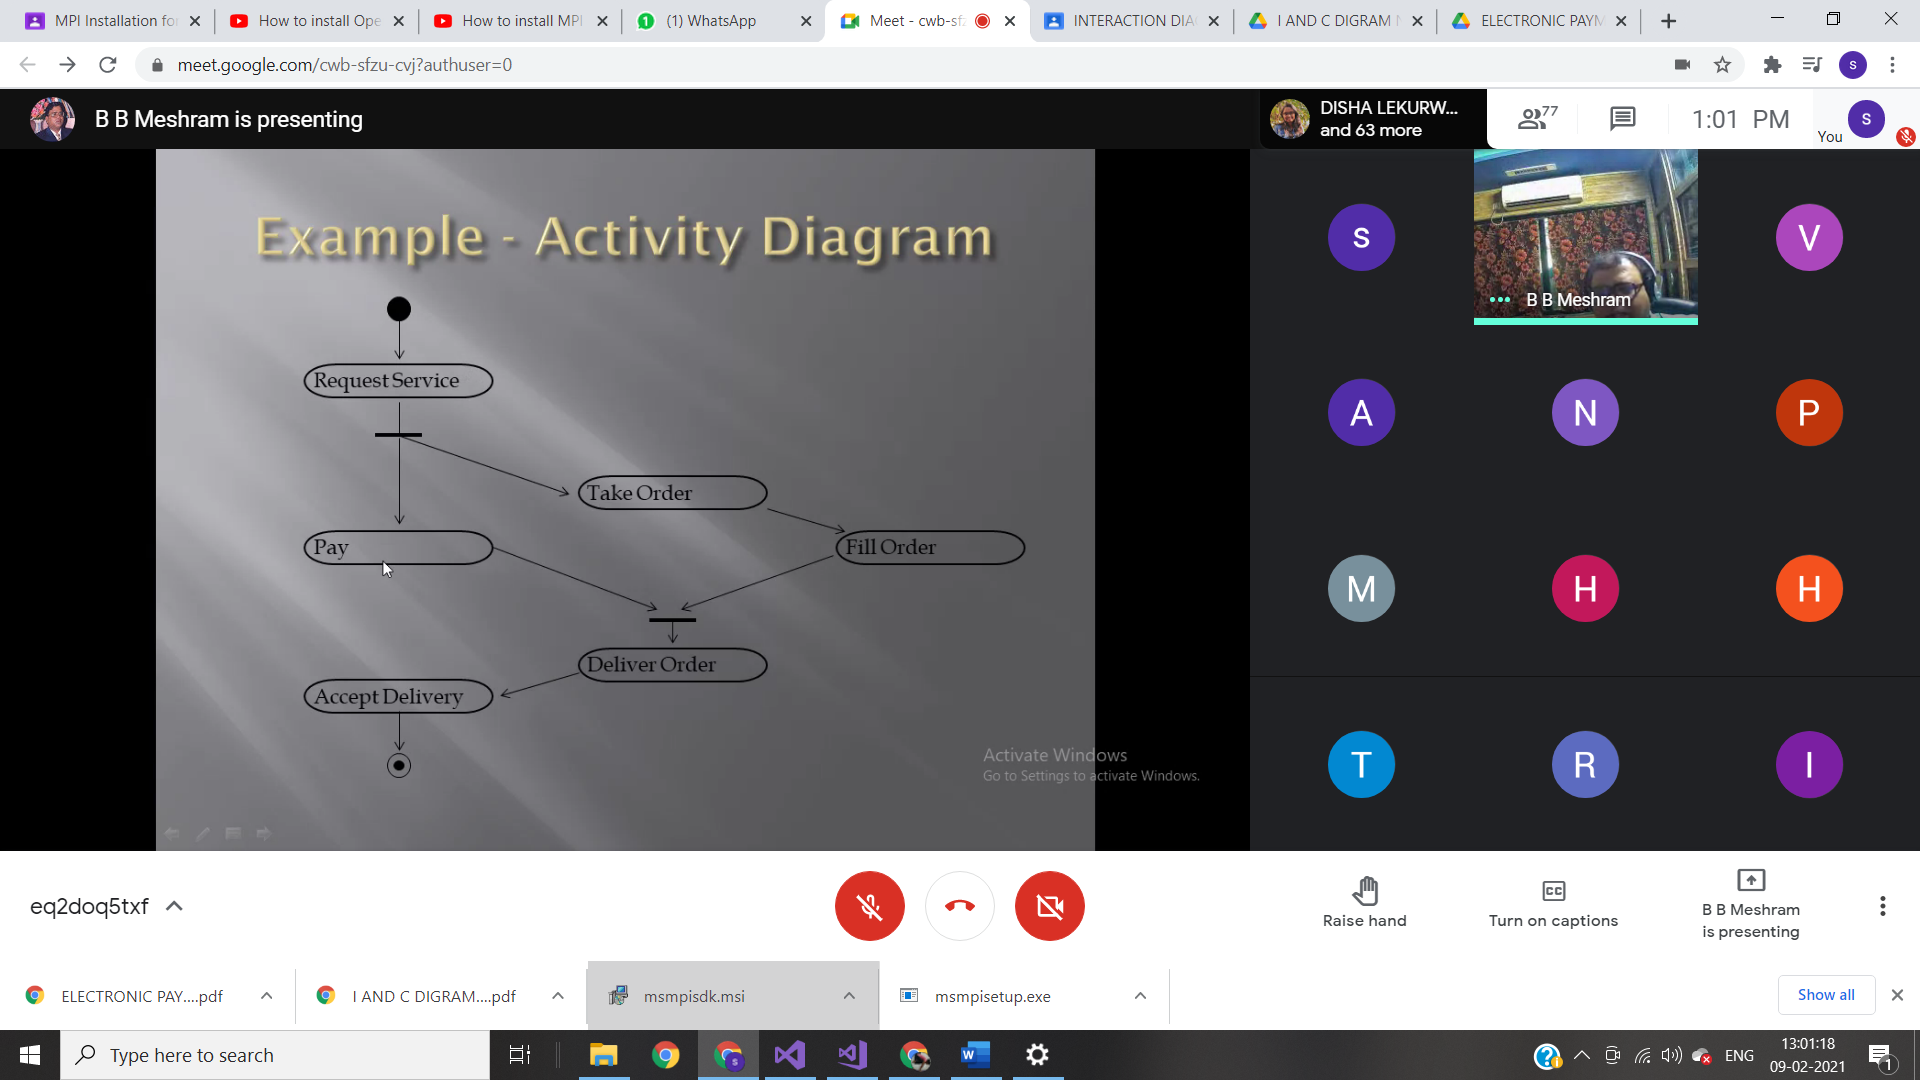 MPI Installation fo
How to install Ope
How to install MPI
(1) WhatsApp
Meet - cwb-sf
INTERACTION DIA
I AND C DIGRAM
ELECTRONIC PAYM
meet.google.com/cwb-sfzu-cvj?authuser=0
S
B B Meshram is presenting
DISHA LEKURW...
and 63 more
77
1:01 PM
You
S
Example - Activity Diagram
Request Service
Take Order
Pay
Fill Order
Deliver Order
Accept Delivery
Activate Windows
Go to Settings to activate Windows.
S
B B Meshram
V
A
N
P
M
H
H
T
R
I
eq2doq5txf
Raise hand
Turn on captions
B B Meshram
is presenting
ELECTRONIC PAY....pdf
I AND C DIGRAM....pdf
msmpisdk.msi
msmpisetup.exe
Show all
Type here to search
ENG
13:01:18
09-02-2021
1